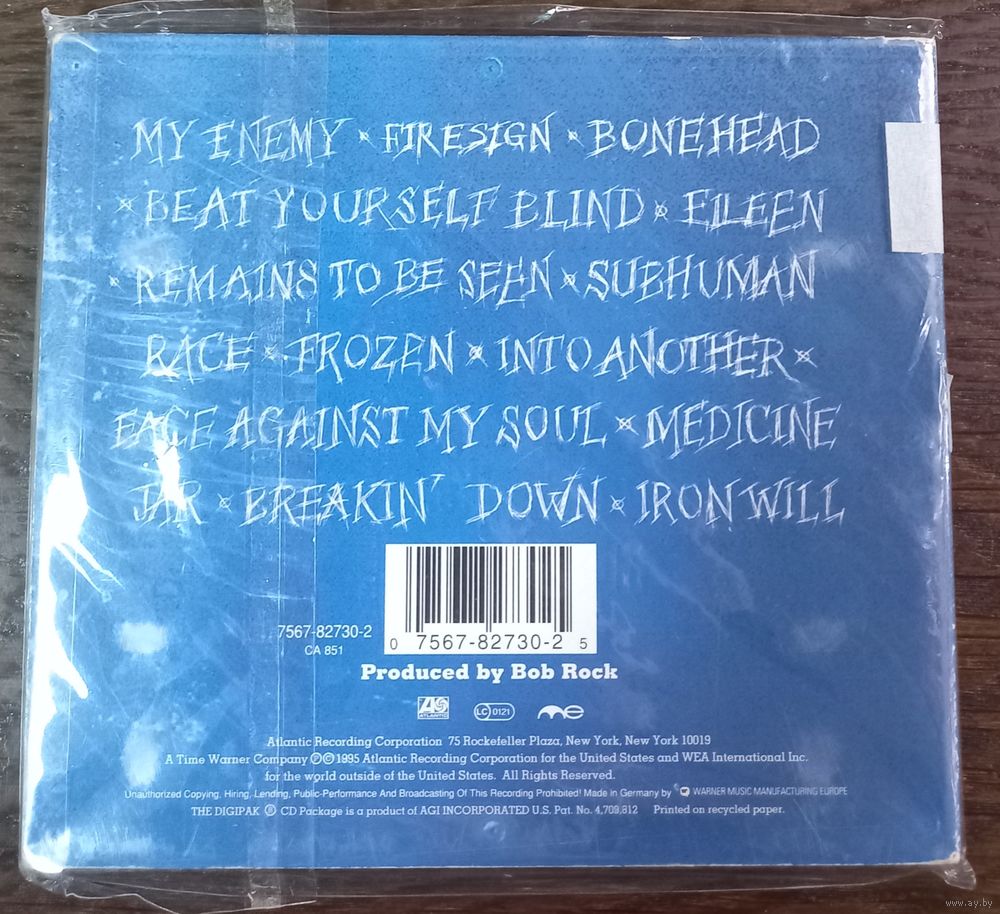 MY ENEMY × FIRESIGN × BONEHEAD
× BEAT YOURSELF BLIND × EILEEN
× REMAINS TO BE SEEN × SUBHUMAN
RACE × FROZEN × INTO ANOTHER ×
FACE AGAINST MY SOUL × MEDICINE
JAR × BREAKIN' DOWN × IRON WILL
7567-82730-2
CA 851
0 7567-82730-2 5
Produced by Bob Rock
ATLANTIC
LC 0121
Atlantic Recording Corporation 75 Rockefeller Plaza, New York, New York 10019
A Time Warner Company ℗©1995 Atlantic Recording Corporation for the United States and WEA International Inc.
for the world outside of the United States. All Rights Reserved.
Unauthorized Copying, Hiring, Lending, Public-Performance And Broadcasting Of This Recording Prohibited! Made in Germany by WARNER MUSIC MANUFACTURING EUROPE
THE DIGIPAK ® CD Package is a product of AGI INCORPORATED U.S. Pat. No. 4,709,812 Printed on recycled paper.
www.ay.by